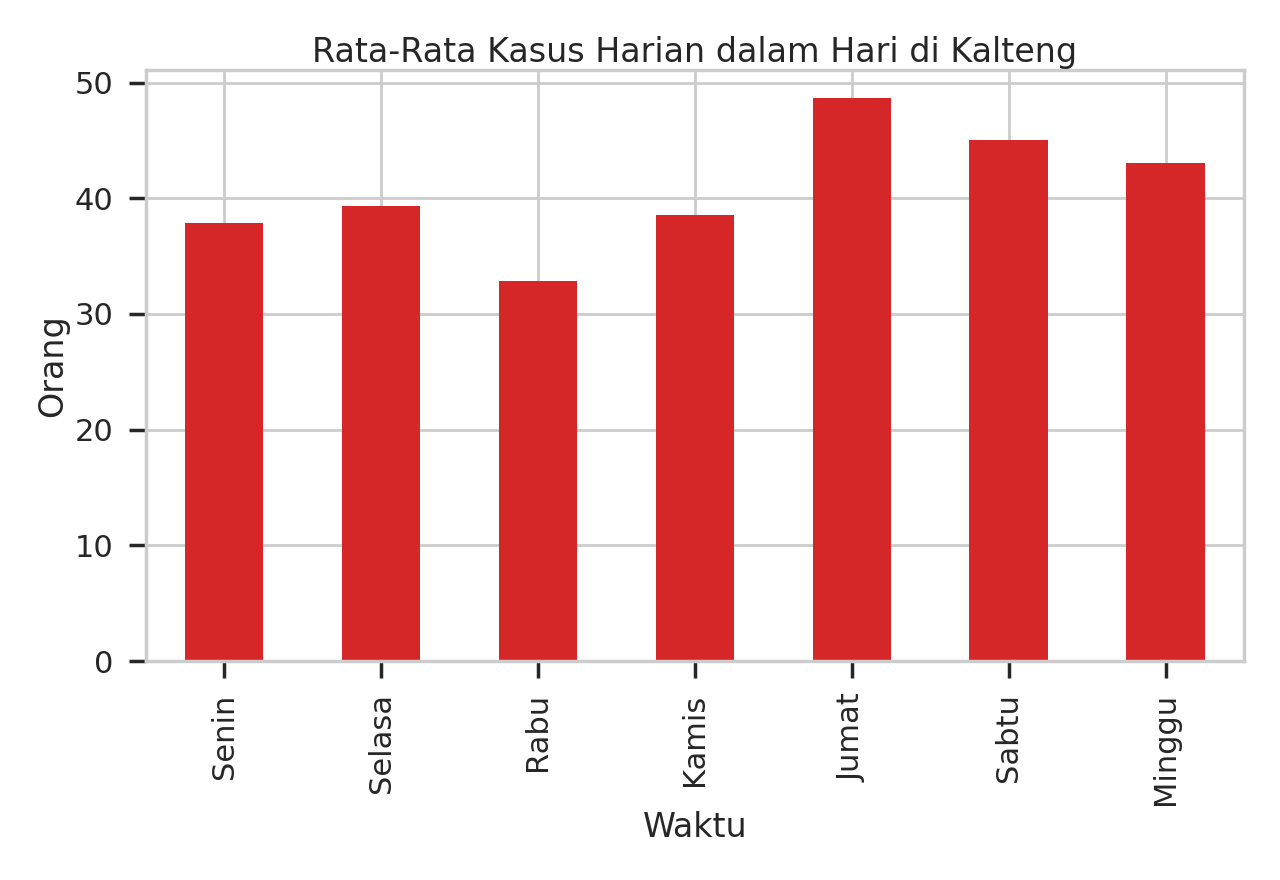 Rata-Rata Kasus Harian dalam Hari di Kalteng
Orang
50
40
30
20
10
0
Senin
Selasa
Rabu
Kamis
Jumat
Sabtu
Minggu
Waktu